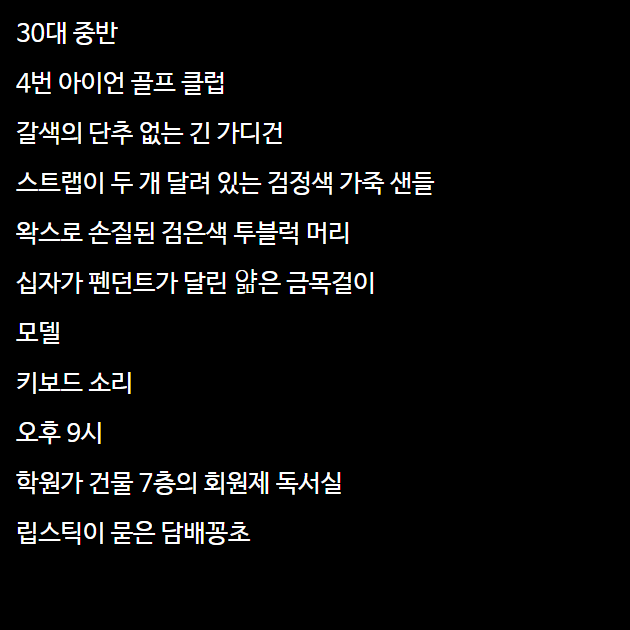 30대 중반
4번 아이언 골프 클럽
갈색의 단추 없는 긴 가디건
스트랩이 두 개 달려 있는 검정색 가죽 샌들
왁스로 손질된 검은색 투블럭 머리
십자가 펜던트가 달린 얇은 금목걸이
모델
키보드 소리
오후 9시
학원가 건물 7층의 회원제 독서실
립스틱이 묻은 담배꽁초